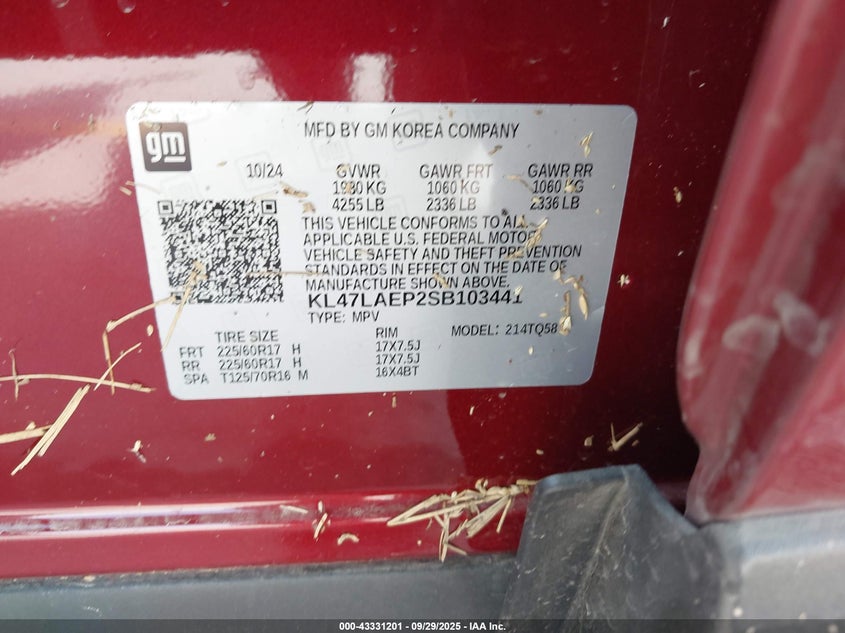 gm
MFD BY GM KOREA COMPANY
10/24 GVWR GAWR FRT GAWR RR
1930 KG 1060 KG 1060 KG
4255 LB 2336 LB 2336 LB
THIS VEHICLE CONFORMS TO ALL
APPLICABLE U.S. FEDERAL MOTOR
VEHICLE SAFETY AND THEFT PREVENTION
STANDARDS IN EFFECT ON THE DATE OF
MANUFACTURE SHOWN ABOVE.
KL47LAEP2SB103441
TYPE: MPV MODEL: 214TQ58
TIRE SIZE RIM
FRT 225/60R17 H 17X7.5J
RR 225/60R17 H 17X7.5J
SPA T125/70R16 M 16X4BT
000-43331201 - 09/29/2025 - IAA Inc.